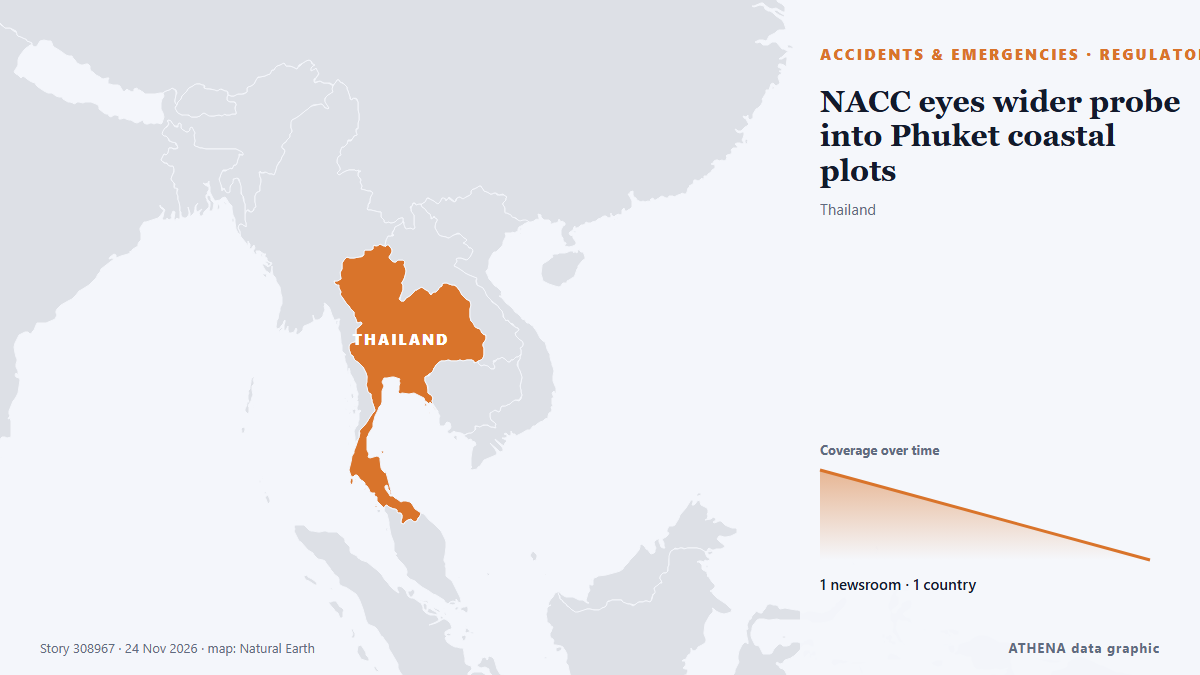 ACCIDENTS & EMERGENCIES · REGULATO
NACC eyes wider probe
into Phuket coastal
plots
Thailand
THAILAND
Coverage over time
1 newsroom · 1 country
Story 308967 · 24 Nov 2026 · map: Natural Earth
ATHENA data graphic